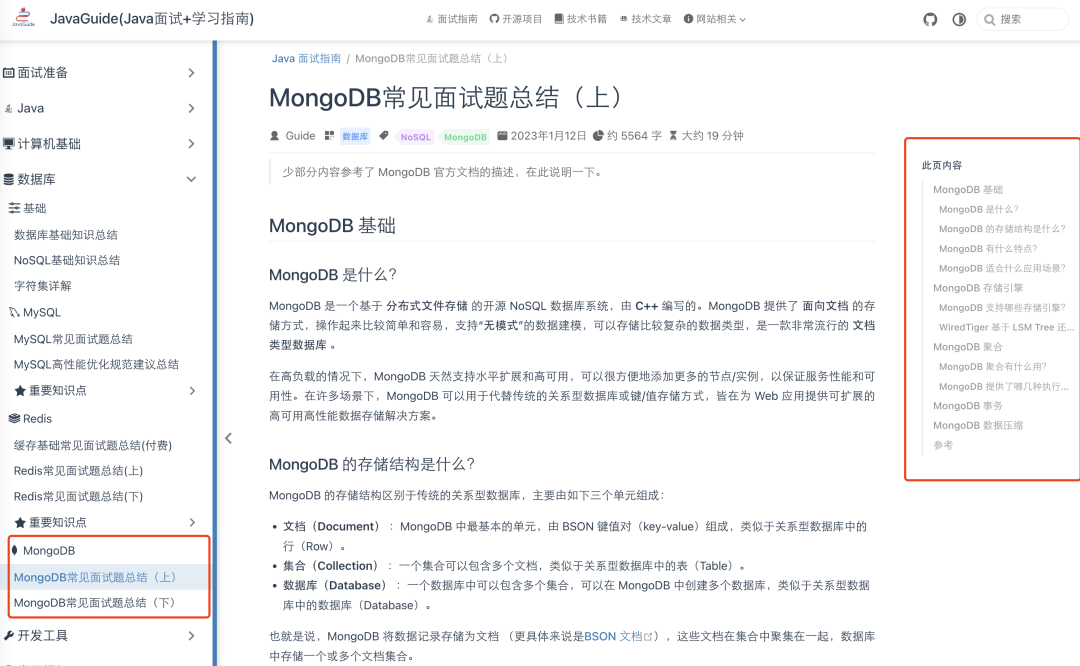 JavaGuide
JavaGuide(Java面试+学习指南)
面试指南
开源项目
技术书籍
技术文章
网站相关
搜索
面试准备
Java
计算机基础
数据库
基础
数据库基础知识总结
NoSQL基础知识总结
字符集详解
MySQL
MySQL常见面试题总结
MySQL高性能优化规范建议总结
重要知识点
Redis
缓存基础常见面试题总结(付费)
Redis常见面试题总结(上)
Redis常见面试题总结(下)
重要知识点
MongoDB
MongoDB常见面试题总结（上）
MongoDB常见面试题总结（下）
开发工具
Java 面试指南 / MongoDB常见面试题总结（上）
MongoDB常见面试题总结（上）
Guide 数据库 NoSQL MongoDB 2023年1月12日 约 5564 字 大约 19 分钟
少部分内容参考了 MongoDB 官方文档的描述，在此说明一下。
MongoDB 基础
MongoDB 是什么？
MongoDB 是一个基于 分布式文件存储 的开源 NoSQL 数据库系统，由 C++ 编写的。MongoDB 提供了 面向文档 的存
储方式，操作起来比较简单和容易，支持“无模式”的数据建模，可以存储比较复杂的数据类型，是一款非常流行的 文档
类型数据库 。
在高负载的情况下，MongoDB 天然支持水平扩展和高可用，可以很方便地添加更多的节点/实例，以保证服务性能和可
用性。在许多场景下，MongoDB 可以用于代替传统的关系型数据库或键/值存储方式，皆在为 Web 应用提供可扩展的
高可用高性能数据存储解决方案。
MongoDB 的存储结构是什么？
MongoDB 的存储结构区别于传统的关系型数据库，主要由如下三个单元组成：
• 文档（Document） ：MongoDB 中最基本的单元，由 BSON 键值对（key-value）组成，类似于关系型数据库中的
行（Row）。
• 集合（Collection） ：一个集合可以包含多个文档，类似于关系型数据库中的表（Table）。
• 数据库（Database） ：一个数据库中可以包含多个集合，可以在 MongoDB 中创建多个数据库，类似于关系型数据
库中的数据库（Database）。
也就是说，MongoDB 将数据记录存储为文档 （更具体来说是BSON 文档），这些文档在集合中聚集在一起，数据库
中存储一个或多个文档集合。
此页内容
MongoDB 基础
MongoDB 是什么？
MongoDB 的存储结构是什么？
MongoDB 有什么特点？
MongoDB 适合什么应用场景？
MongoDB 存储引擎
MongoDB 支持哪些存储引擎？
WiredTiger 基于 LSM Tree 还...
MongoDB 聚合
MongoDB 聚合有什么用？
MongoDB 提供了哪几种执行...
MongoDB 事务
MongoDB 数据压缩
参考